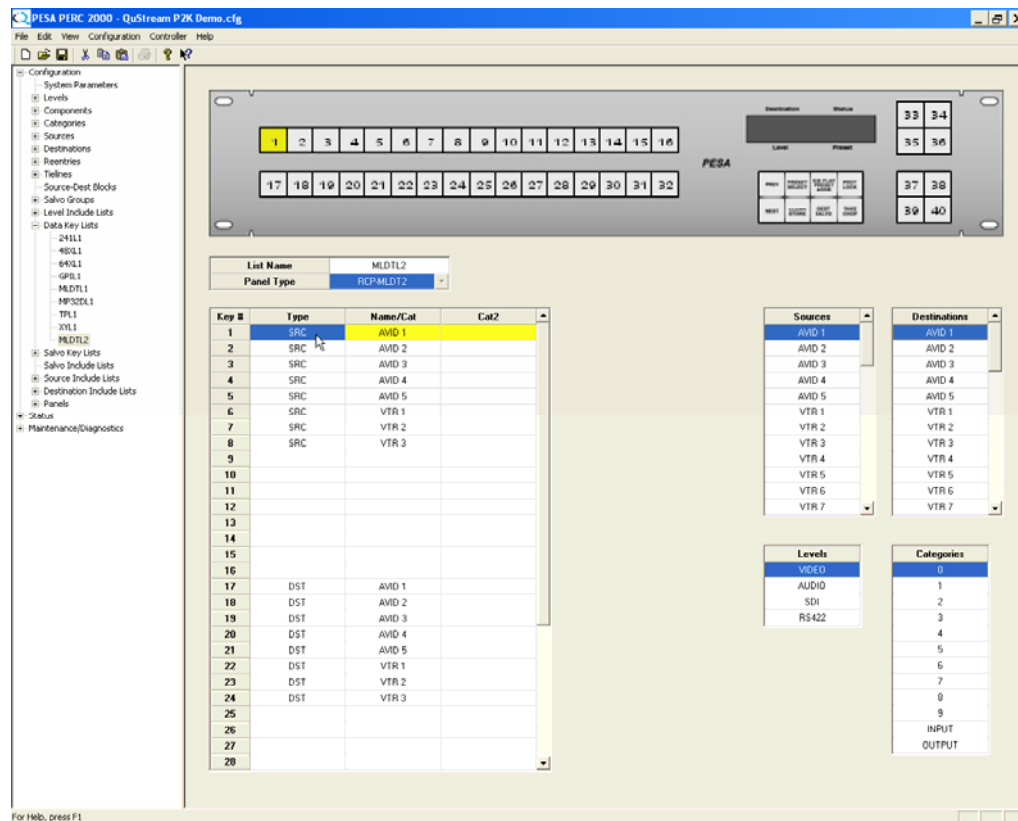 PESA PERC 2000 - QuStream P2K Demo.cfg
File Edit View Configuration Controller Help
Configuration
System Parameters
Levels
Components
Categories
Sources
Destinations
Reentries
Tielines
Source-Dest Blocks
Salvo Groups
Level Include Lists
Data Key Lists
241L1
48XL1
64XL1
GPIL1
MLDTL1
MP32DL1
TPL1
XYL1
MLDTL2
Salvo Key Lists
Salvo Include Lists
Source Include Lists
Destination Include Lists
Panels
Status
Maintenance/Diagnostics
1 2 3 4 5 6 7 8 9 10 11 12 13 14 15 16
17 18 19 20 21 22 23 24 25 26 27 28 29 30 31 32
PESA
Destination Status
Level Preset
PREV PRESET SELECT PRESET PROT LOCK
NEXT STORE DEST SALVO TAKE CHOP
33 34
35 36
37 38
39 40
List Name MLDTL2
Panel Type RCP-MLDT2
Key # Type Name/Cat Cat2
1 SRC AVID 1
2 SRC AVID 2
3 SRC AVID 3
4 SRC AVID 4
5 SRC AVID 5
6 SRC VTR 1
7 SRC VTR 2
8 SRC VTR 3
9
10
11
12
13
14
15
16
17 DST AVID 1
18 DST AVID 2
19 DST AVID 3
20 DST AVID 4
21 DST AVID 5
22 DST VTR 1
23 DST VTR 2
24 DST VTR 3
25
26
27
28
Sources
AVID 1
AVID 2
AVID 3
AVID 4
AVID 5
VTR 1
VTR 2
VTR 3
VTR 4
VTR 5
VTR 6
VTR 7
Destinations
AVID 1
AVID 2
AVID 3
AVID 4
AVID 5
VTR 1
VTR 2
VTR 3
VTR 4
VTR 5
VTR 6
VTR 7
Levels
VIDEO
AUDIO
SDI
RS422
Categories
0
1
2
3
4
5
6
7
8
9
INPUT
OUTPUT
For Help, press F1